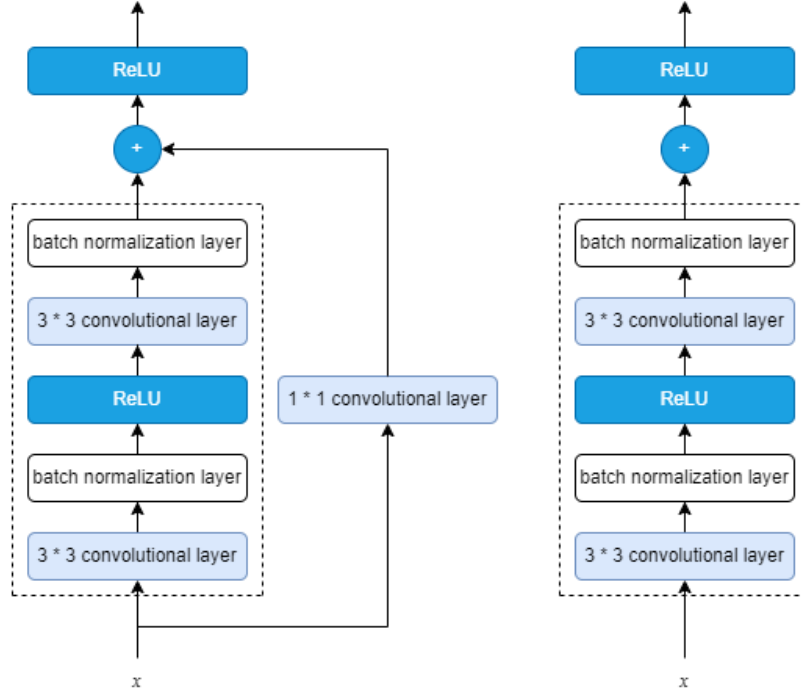 ReLU
+
batch normalization layer
3 * 3 convolutional layer
ReLU
batch normalization layer
3 * 3 convolutional layer
x
1 * 1 convolutional layer
ReLU
+
batch normalization layer
3 * 3 convolutional layer
ReLU
batch normalization layer
3 * 3 convolutional layer
x